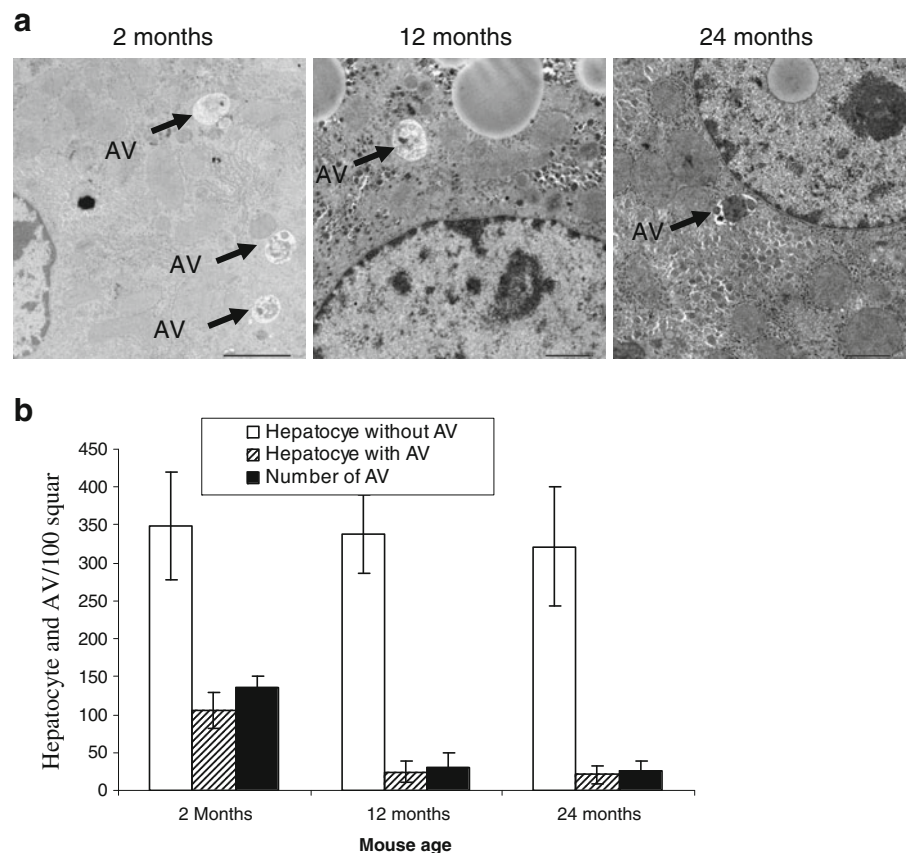 a
2 months
12 months
24 months
AV
AV
AV
AV
AV
b
Hepatocye without AV
Hepatocye with AV
Number of AV
Hepatocyte and AV/100 squar
450
400
350
300
250
200
150
100
50
0
2 Months
12 months
24 months
Mouse age